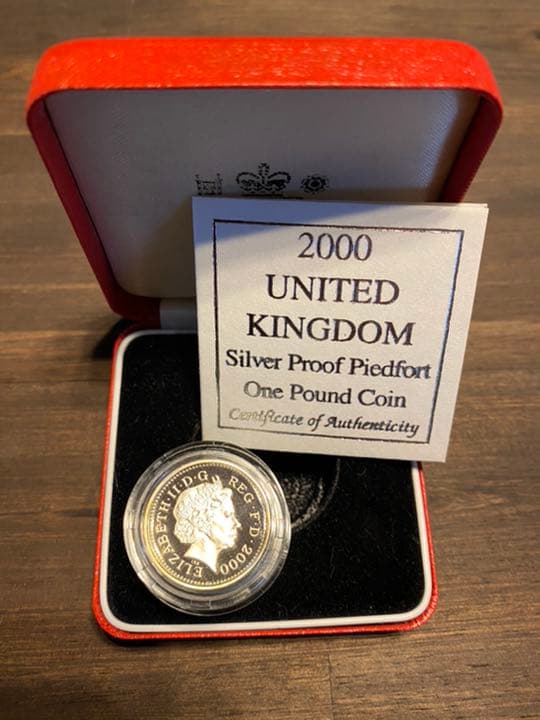 2000
UNITED
KINGDOM
Silver Proof Piedfort
One Pound Coin
Certificate of Authenticity
ELIZABETH·II·D·G REG·F·D·2000